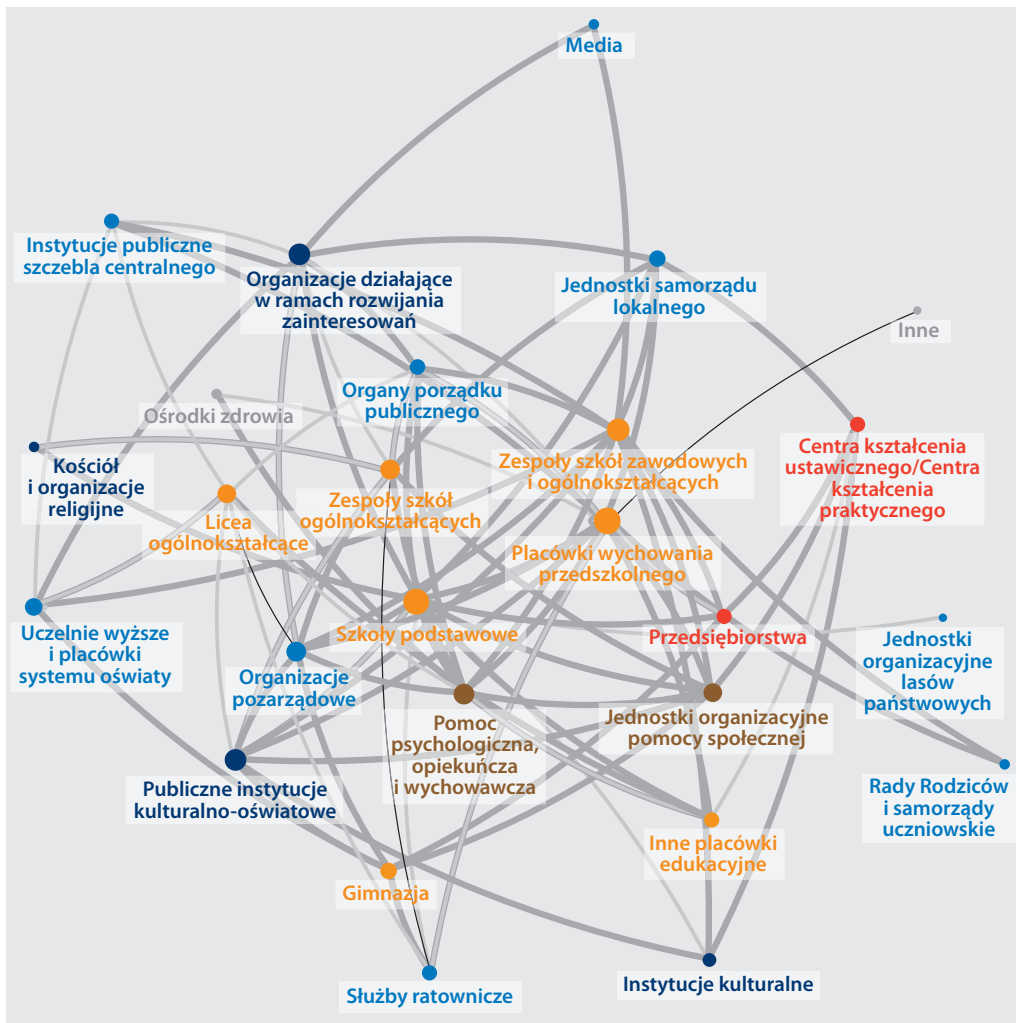 Media
Instytucje publiczne
szczebla centralnego
Organizacje działające
w ramach rozwijania
zainteresowań
Jednostki samorządu
lokalnego
Inne
Organy porządku
publicznego
Ośrodki zdrowia
Kościół
i organizacje
religijne
Licea
ogólnokształcące
Zespoły szkół
ogólnokształcących
Zespoły szkół zawodowych
i ogólnokształcących
Centra kształcenia
ustawicznego/Centra
kształcenia
praktycznego
Placówki wychowania
przedszkolnego
Uczelnie wyższe
i placówki
systemu oświaty
Szkoły podstawowe
Przedsiębiorstwa
Jednostki
organizacyjne
lasów
państwowych
Organizacje
pozarządowe
Pomoc
psychologiczna,
opiekuńcza
i wychowawcza
Jednostki organizacyjne
pomocy społecznej
Publiczne instytucje
kulturalno-oświatowe
Rady Rodziców
i samorządy
uczniowskie
Inne placówki
edukacyjne
Gimnazja
Służby ratownicze
Instytucje kulturalne